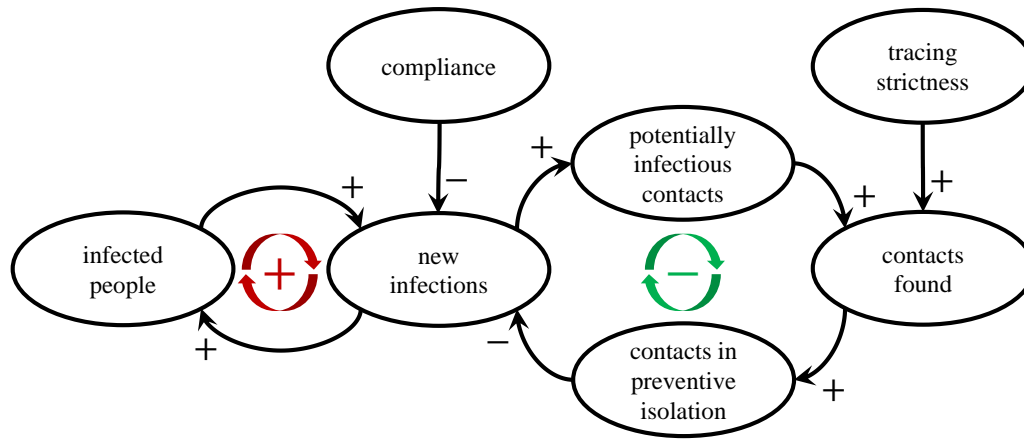 compliance
tracing
strictness
potentially
infectious
contacts
infected
people
new
infections
contacts
found
contacts in
preventive
isolation
+
+
+
+
+
+
+
−
−
+
−